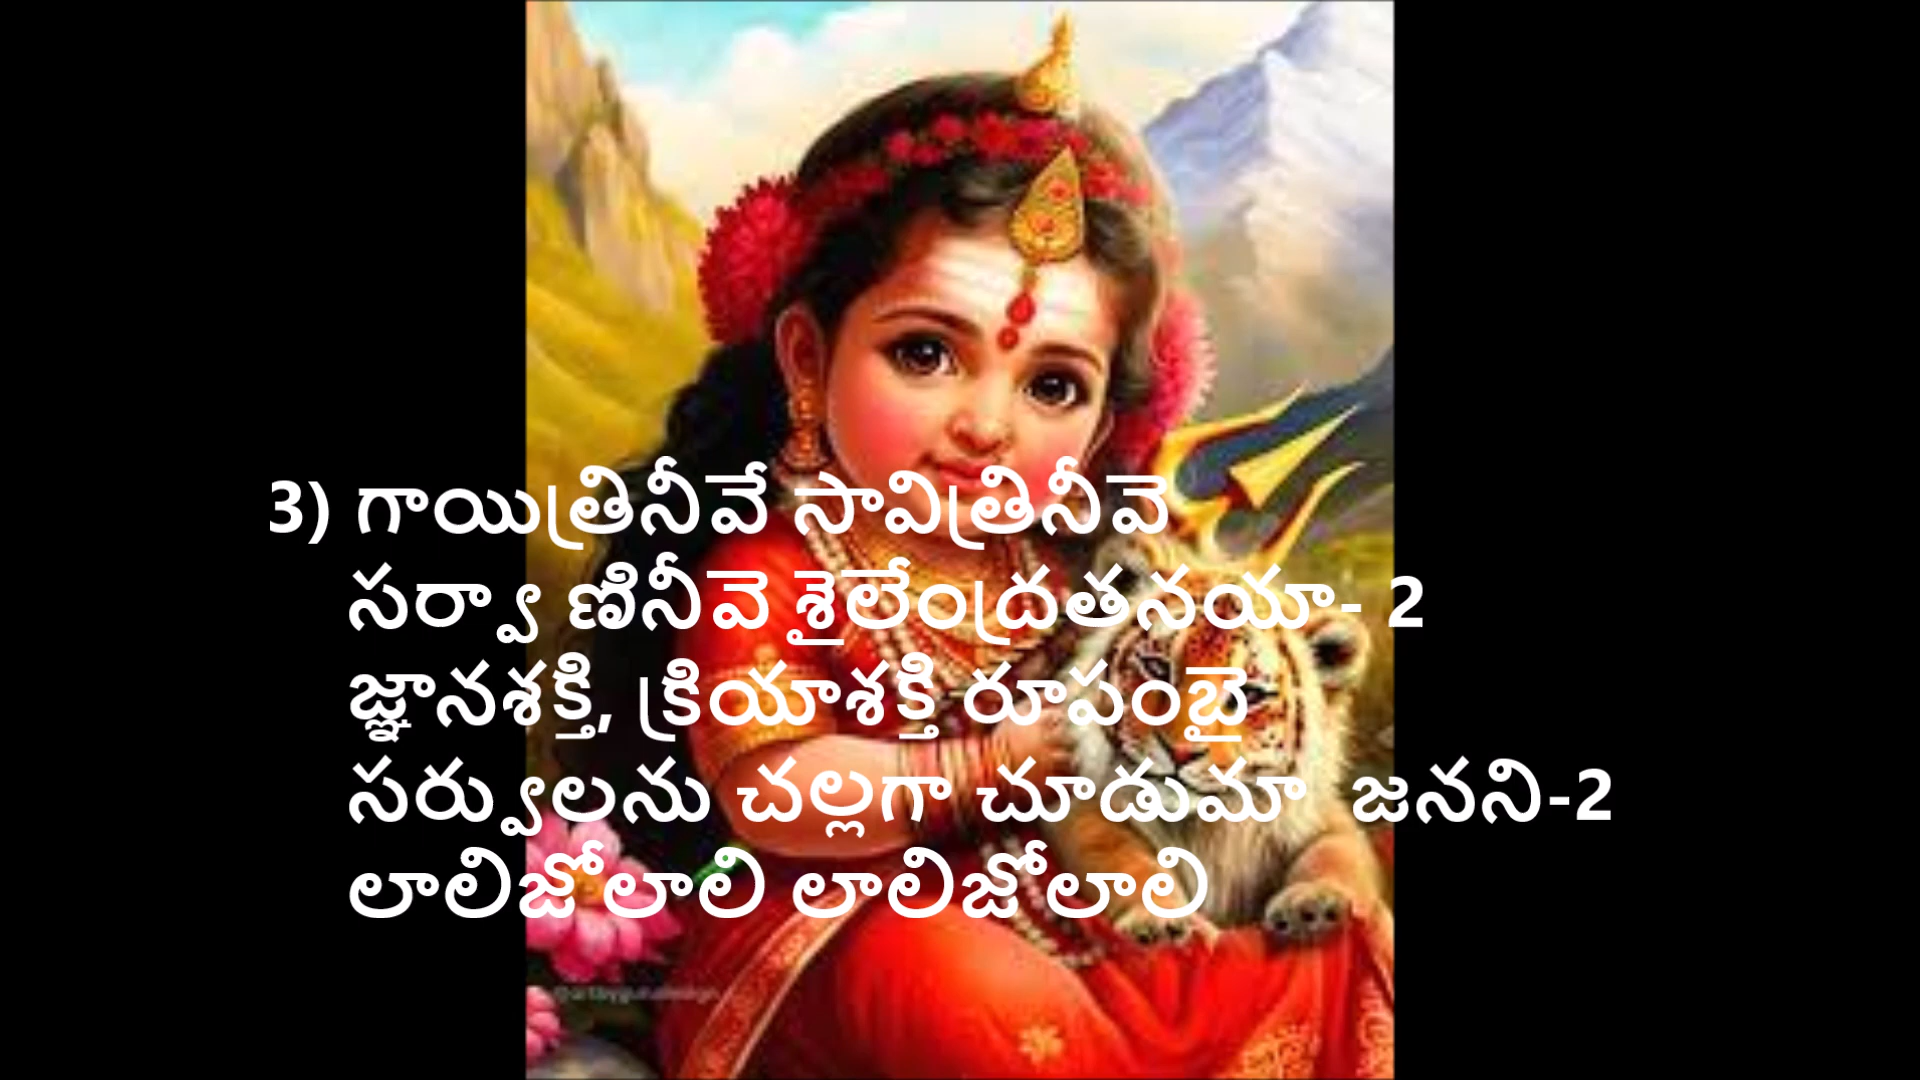 3) గాయిత్రినీవే సావిత్రినీవె
సర్వా ణినీవె శైలేంద్రతనయా- 2
జ్ఞానశక్తి, క్రియాశక్తి రూపంబై
సర్వులను చల్లగా చూడుమా జనని-2
లాలిజోలాలి లాలిజోలాలి